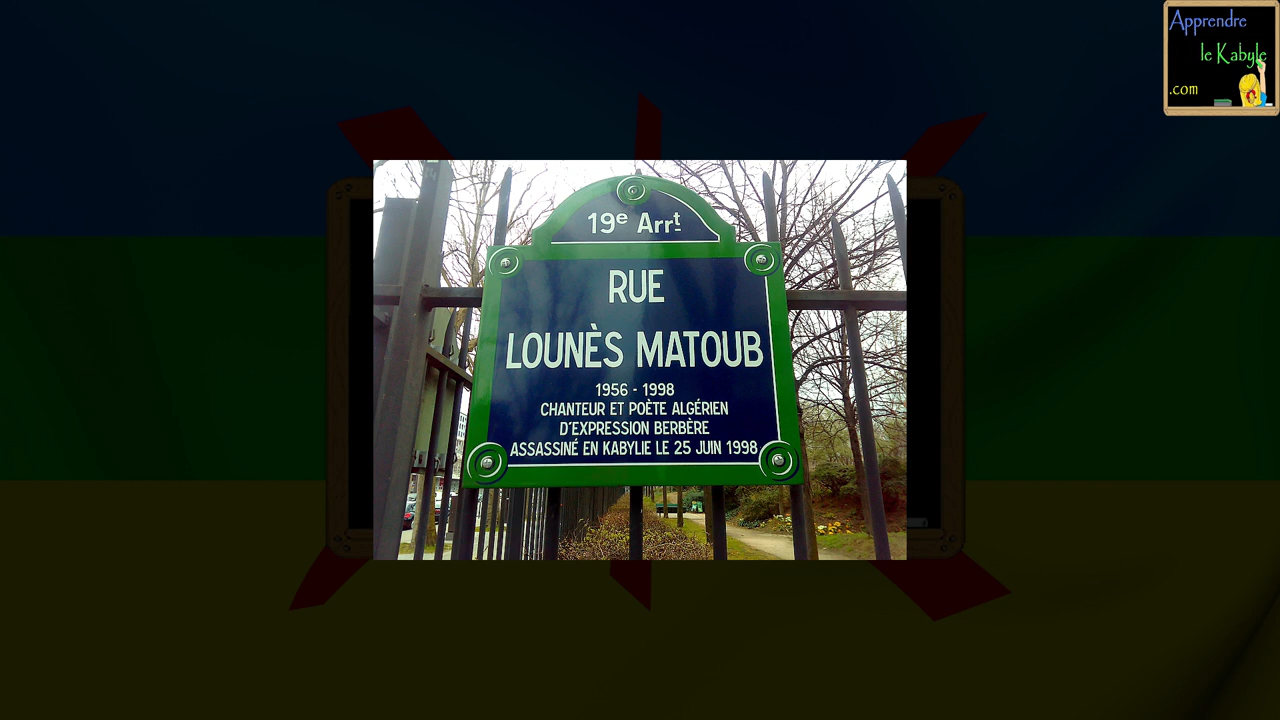 Apprendre
le Kabyle
.com
19e Arrt
RUE
LOUNÈS MATOUB
1956 - 1998
CHANTEUR ET POÈTE ALGÉRIEN
D'EXPRESSION BERBÈRE
ASSASSINÉ EN KABYLIE LE 25 JUIN 1998